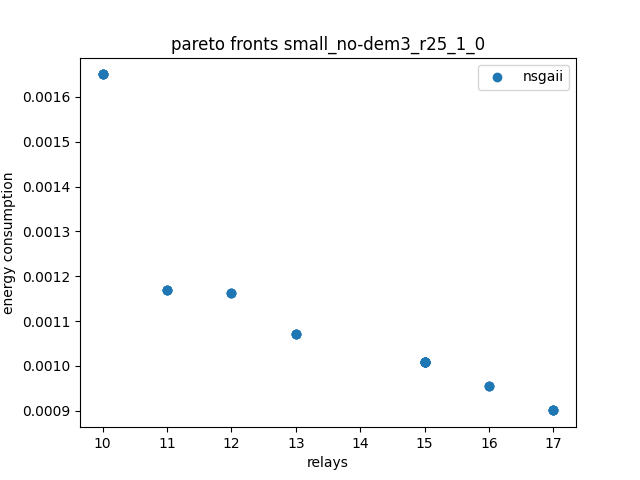 pareto fronts small_no-dem3_r25_1_0
nsgaii
0.0016
0.0015
0.0014
0.0013
0.0012
0.0011
0.0010
0.0009
energy consumption
10 11 12 13 14 15 16 17
relays